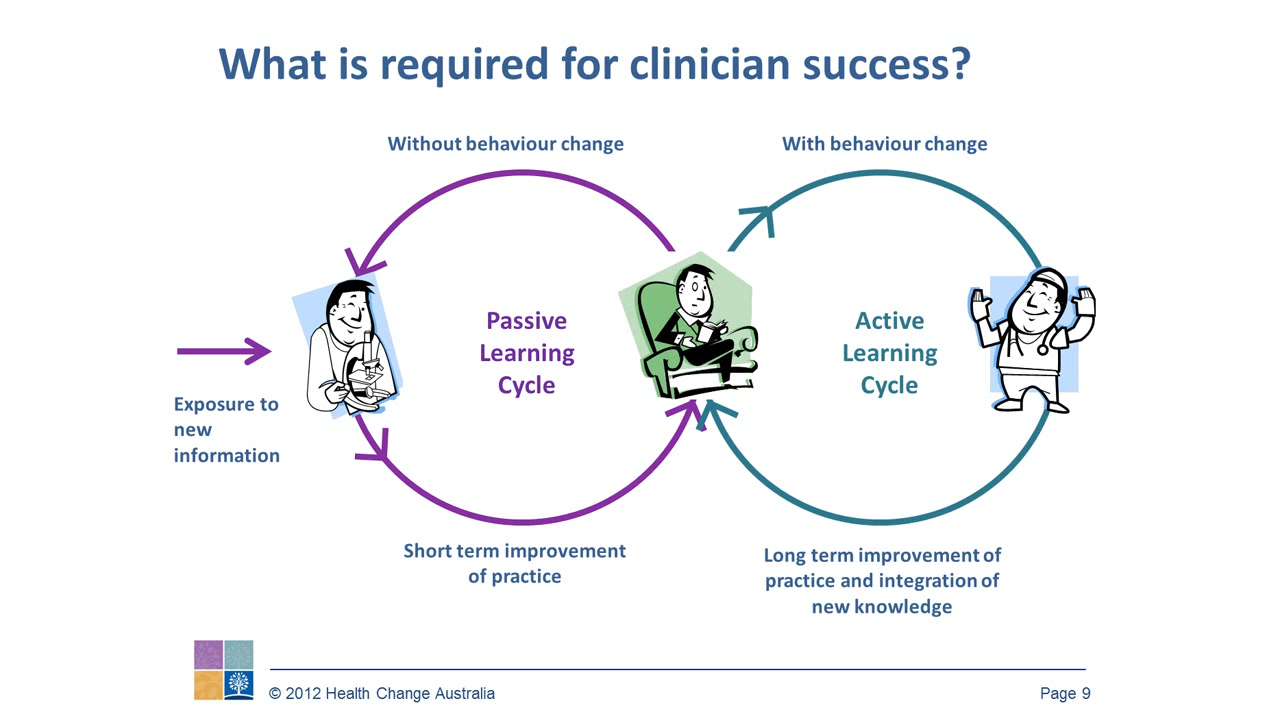 What is required for clinician success?
Without behaviour change
With behaviour change
Passive
Learning
Cycle
Active
Learning
Cycle
Exposure to
new
information
Short term improvement
of practice
Long term improvement of
practice and integration of
new knowledge
© 2012 Health Change Australia
Page 9